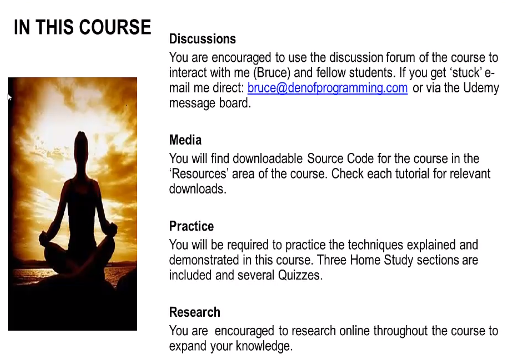 IN THIS COURSE
Discussions
You are encouraged to use the discussion forum of the course to
interact with me (Bruce) and fellow students. If you get ‘stuck’ e-
mail me direct: bruce@denofprogramming.com or via the Udemy
message board.
Media
You will find downloadable Source Code for the course in the
‘Resources’ area of the course. Check each tutorial for relevant
downloads.
Practice
You will be required to practice the techniques explained and
demonstrated in this course. Three Home Study sections are
included and several Quizzes.
Research
You are encouraged to research online throughout the course to
expand your knowledge.